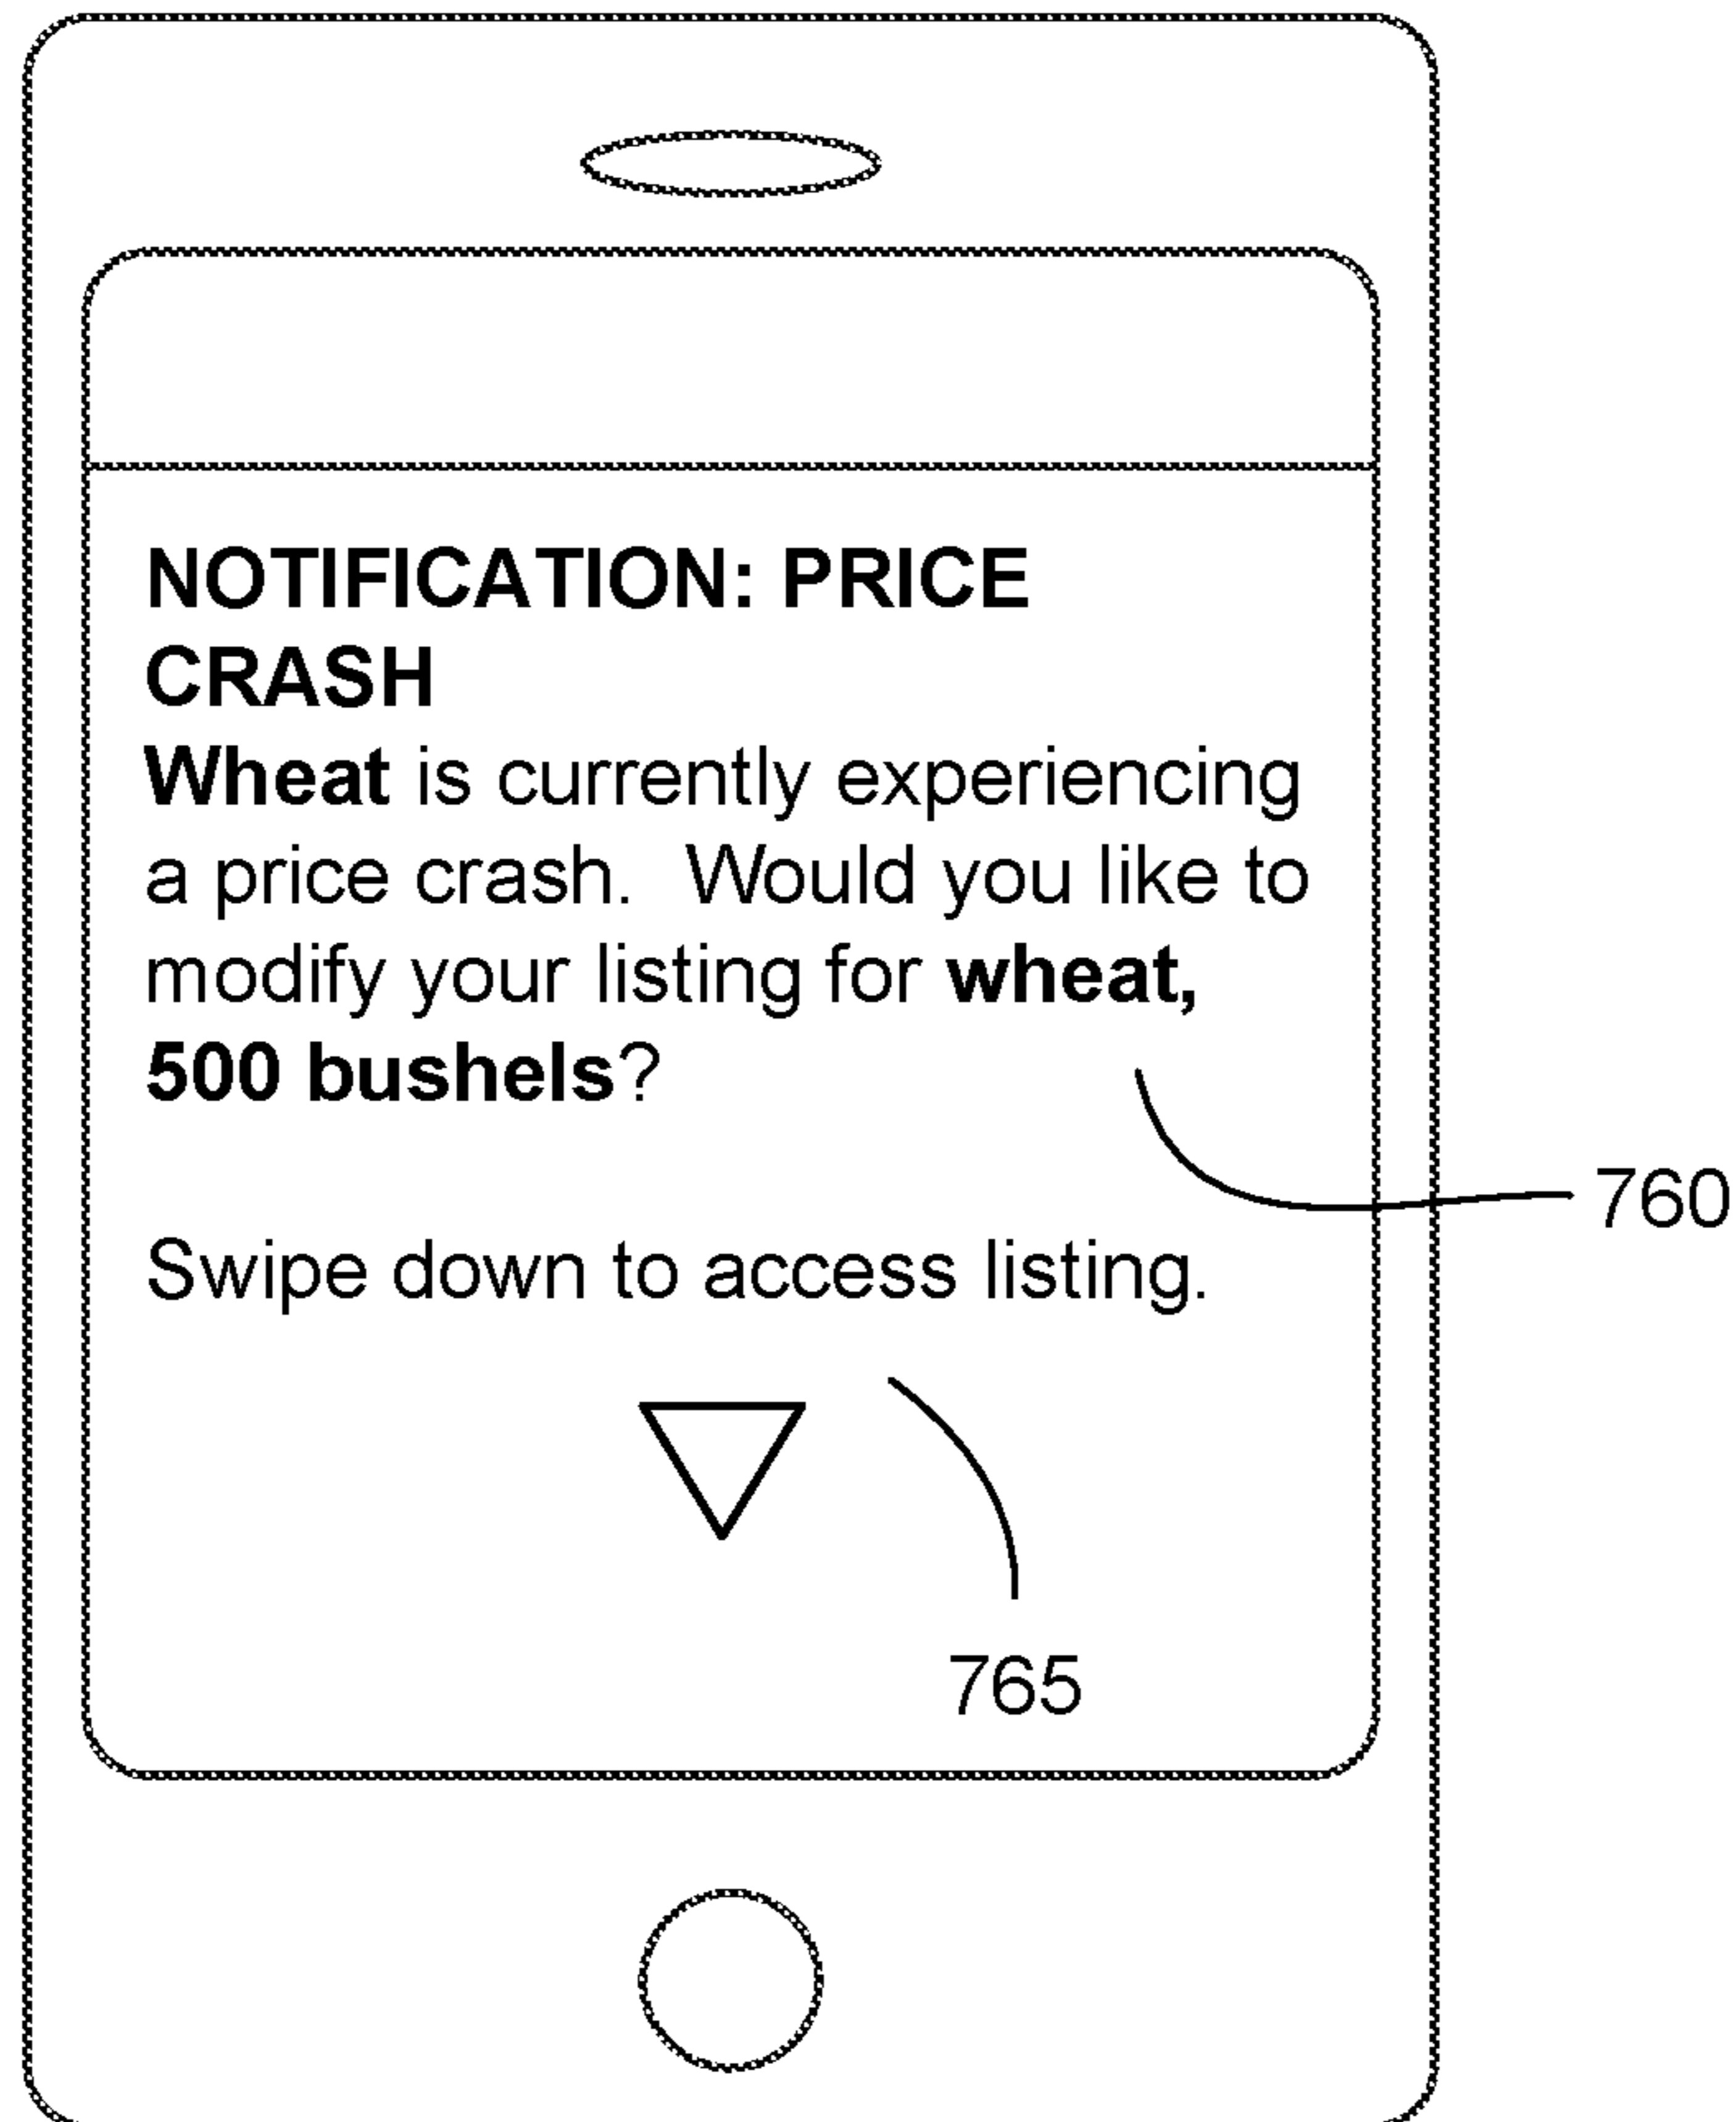 NOTIFICATION: PRICE
CRASH
Wheat is currently experiencing
a price crash.  Would you like to
modify your listing for wheat,
500 bushels?
760
Swipe down to access listing.
765